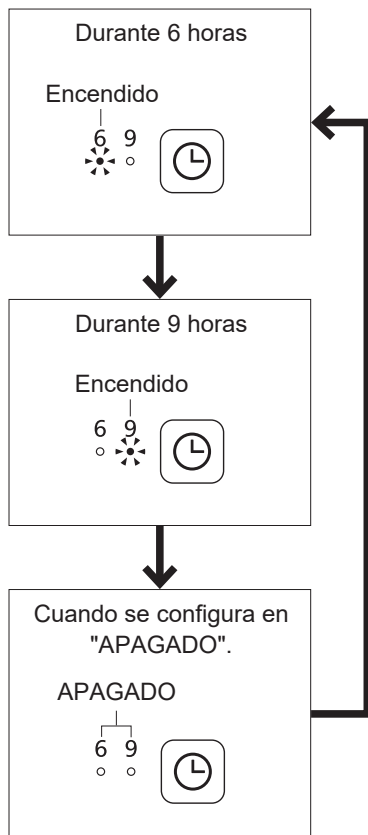 Durante 6 horas
Encendido
6 9
Durante 9 horas
Encendido
6 9
Cuando se configura en
"APAGADO".
APAGADO
6 9